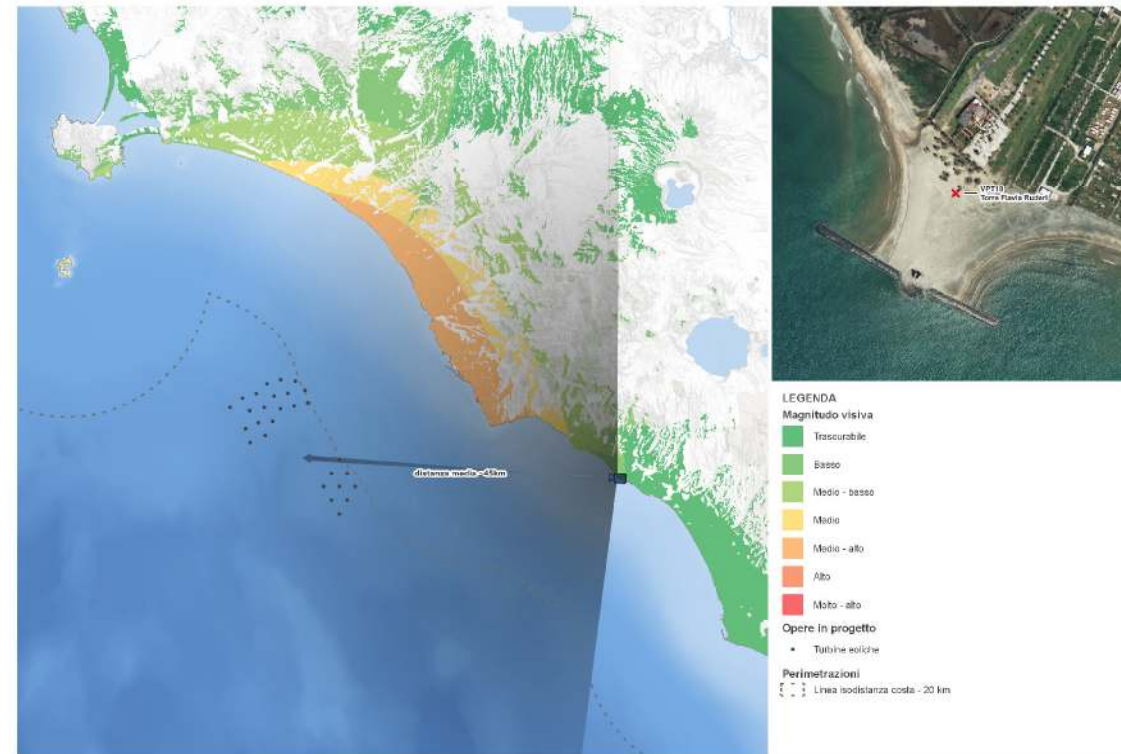 VPT18
Torre Flavia Ruderi
distanza media ~45km
LEGENDA
Magnitudo visiva
Trascurabile
Basso
Medio - basso
Medio
Medio - alto
Alto
Molto - alto
Opere in progetto
Turbine eoliche
Perimetrazioni
Linea isodistanza costa - 20 km